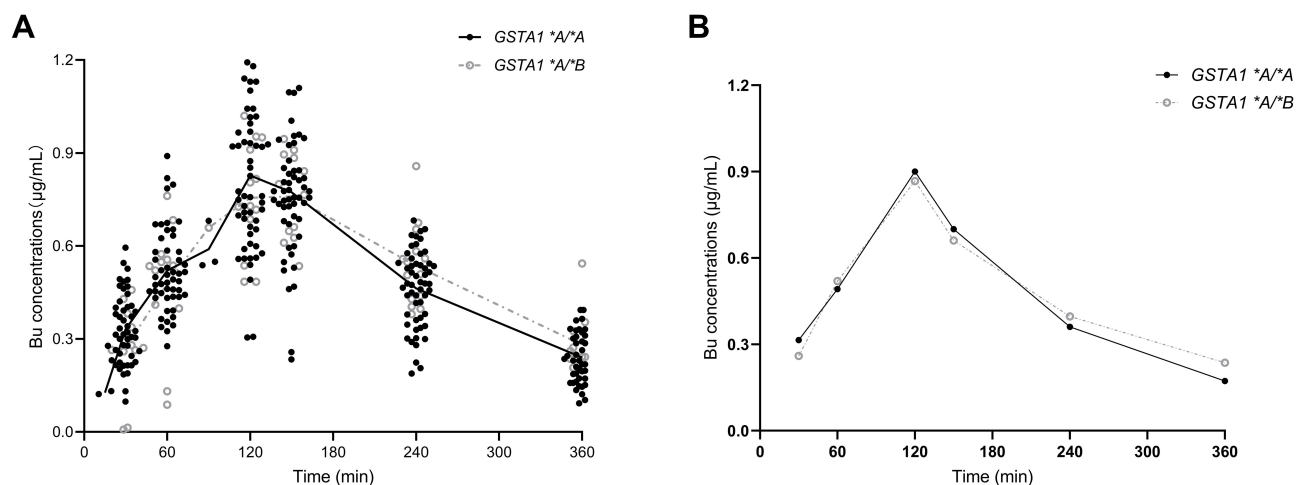 A
GSTA1 *A/*A
GSTA1 *A/*B
1.2
0.9
0.6
0.3
0.0
Bu concentrations (μg/mL)
0
60
120
180
240
300
360
Time (min)
B
GSTA1 *A/*A
GSTA1 *A/*B
1.2
0.9
0.6
0.3
0.0
Bu concentrations (μg/mL)
0
60
120
180
240
300
360
Time (min)